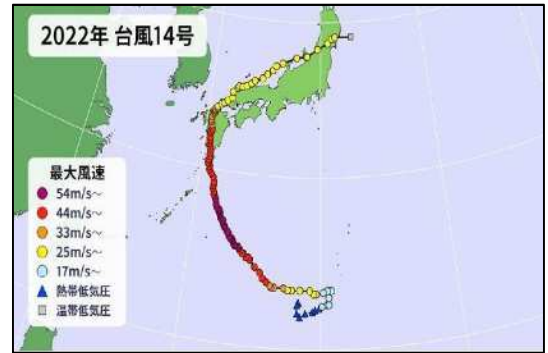 2022年 台風14号
最大風速
54m/s～
44m/s～
33m/s～
25m/s～
17m/s～
熱帯低気圧
温帯低気圧